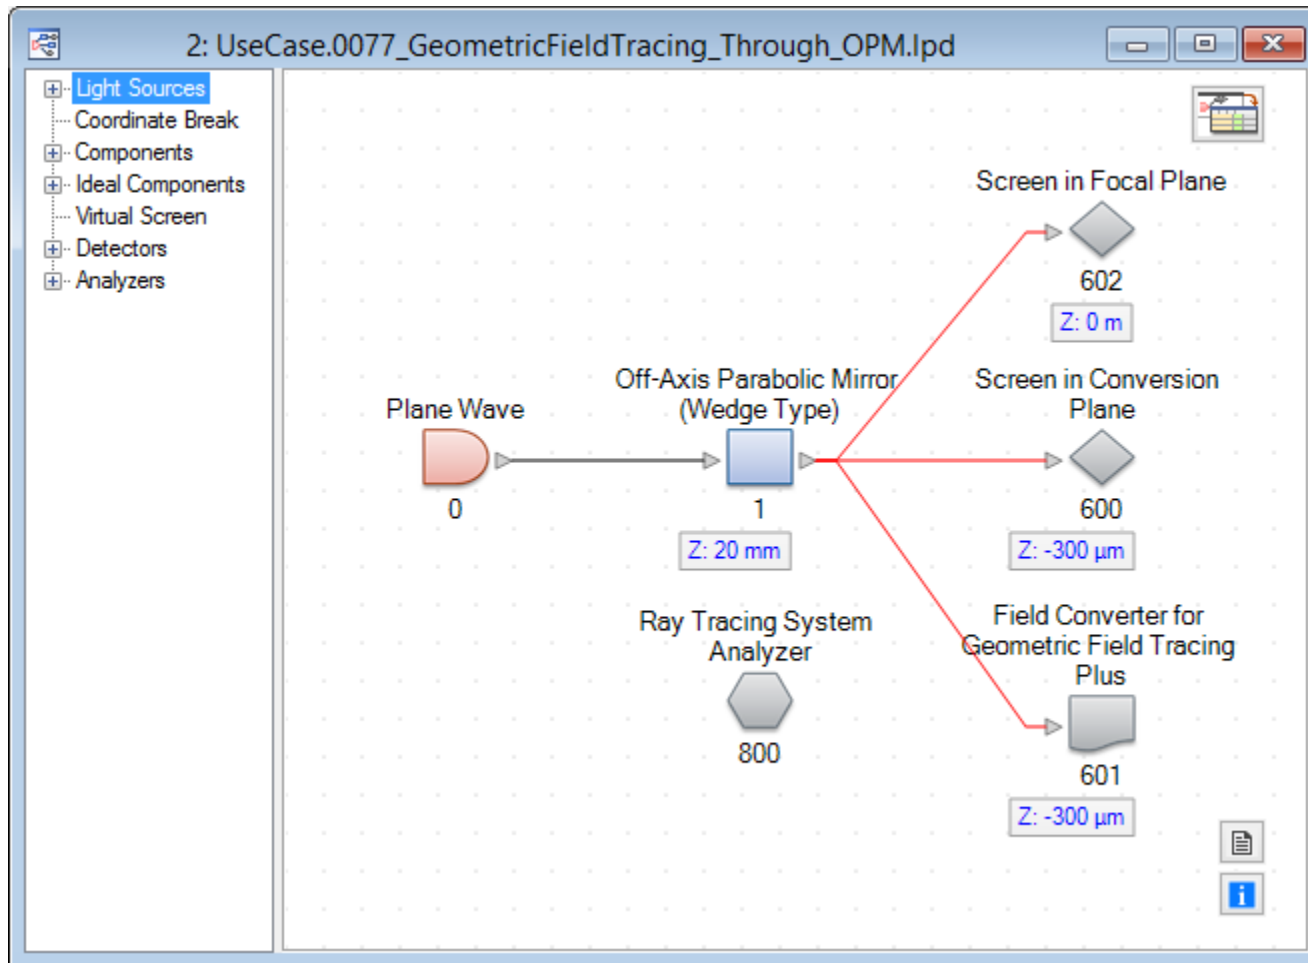 2: UseCase.0077_GeometricFieldTracing_Through_OPM.lpd
Light Sources
Coordinate Break
Components
Ideal Components
Virtual Screen
Detectors
Analyzers
Screen in Focal Plane
602
Z: 0 m
Plane Wave
0
Off-Axis Parabolic Mirror
(Wedge Type)
1
Z: 20 mm
Screen in Conversion
Plane
600
Z: -300 µm
Ray Tracing System
Analyzer
800
Field Converter for
Geometric Field Tracing
Plus
601
Z: -300 µm
i